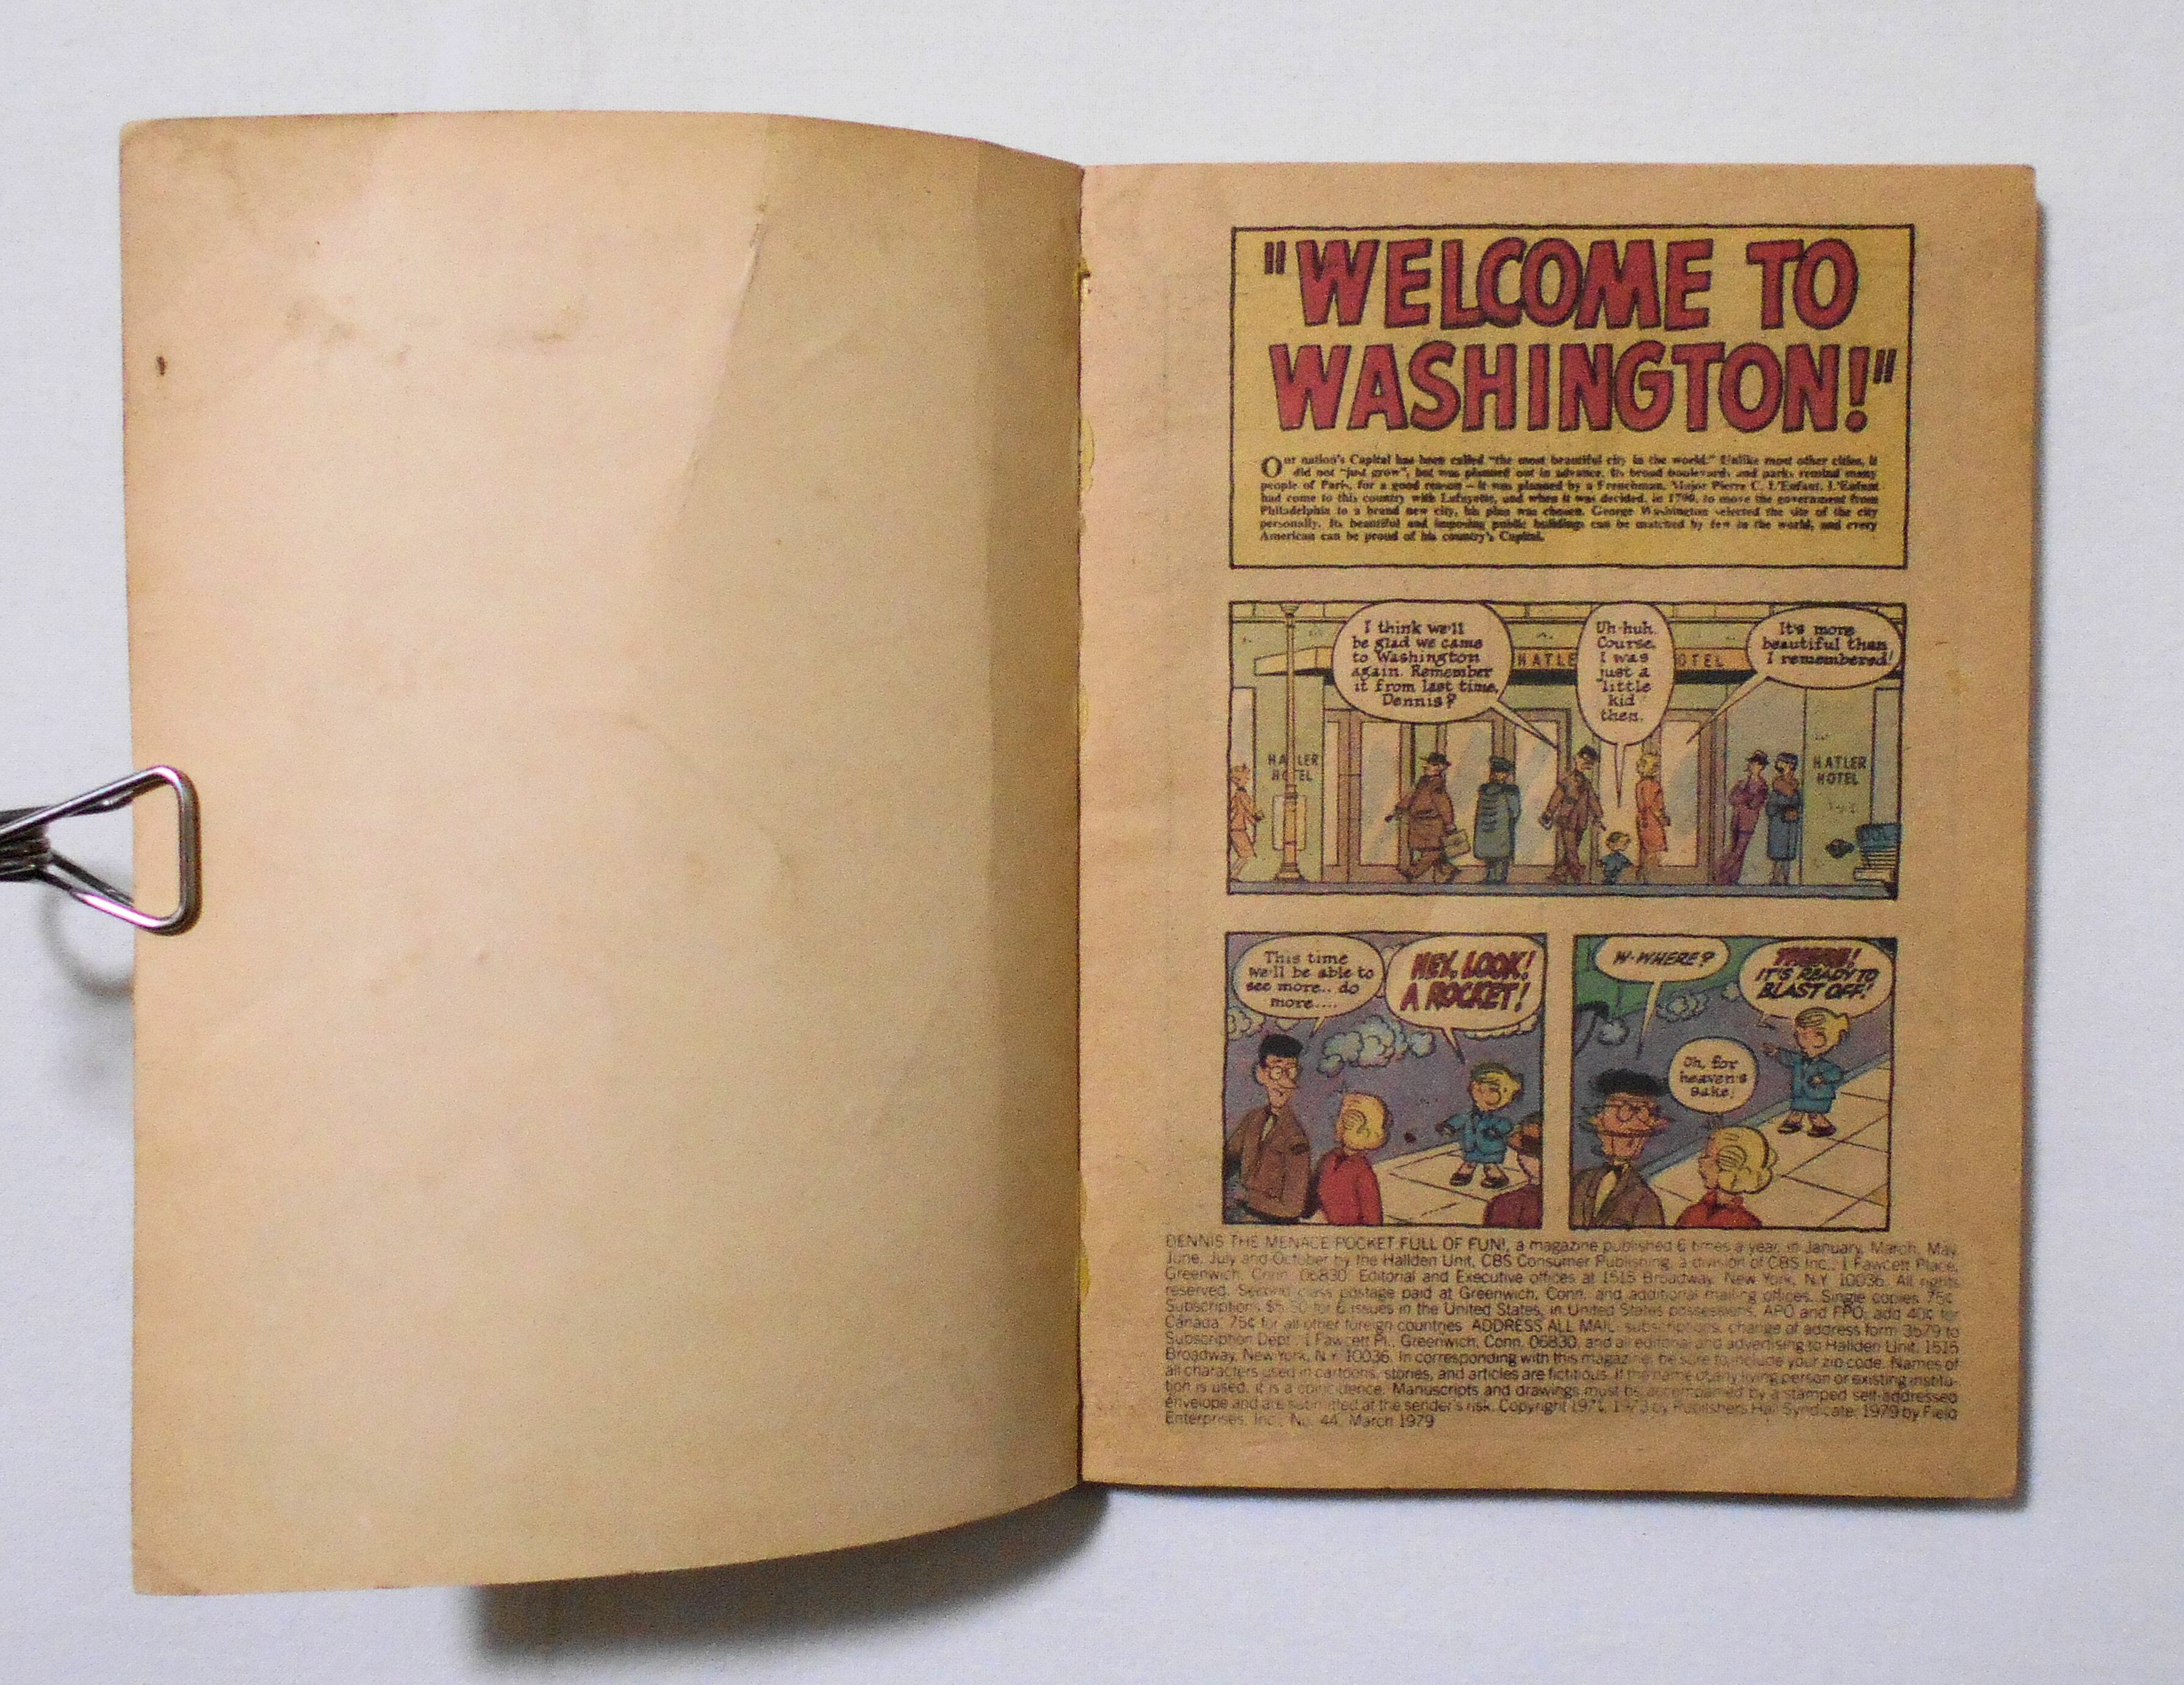 "WELCOME TO
WASHINGTON!"
Our nation's Capital has been called "the most beautiful city in the world." Unlike most other cities, it
did not "just grow", but was planned out in advance. Its broad boulevards and parks remind many
people of Paris, for a good reason — it was planned by a Frenchman, Major Pierre C. L'Enfant. L'Enfant
had come to this country with Lafayette, and when it was decided, in 1790, to move the government from
Philadelphia to a brand new city, his plan was chosen. George Washington selected the site of the city
personally. Its beautiful and imposing public buildings can be matched by few in the world, and every
American can be proud of his country's Capital.
I think we'll
be glad we came
to Washington
again. Remember
it from last time,
Dennis?
Uh-huh.
Course,
I was
just a
little
kid
then.
It's more
beautiful than
I remembered!
HATLE
OTEL
HATLER
HOTEL
HATLER
HOTEL
This time
we'll be able to
see more.. do
more....
HEY, LOOK!
A ROCKET!
W-WHERE?
THERE!
IT'S READY TO
BLAST OFF!
Oh, for
heaven's
sake.
DENNIS THE MENACE POCKET FULL OF FUN!, a magazine published 6 times a year, in January, March, May,
June, July and October by the Hallden Unit, CBS Consumer Publishing, a division of CBS Inc., 1 Fawcett Place,
Greenwich, Conn. 06830. Editorial and Executive offices at 1515 Broadway, New York, N.Y. 10036. All rights
reserved. Second class postage paid at Greenwich, Conn. and additional mailing offices. Single copies 75¢.
Subscriptions for 6 issues in the United States, in United States possessions, APO and FPO; add 40¢ for
Canada; 75¢ for all other foreign countries. ADDRESS ALL MAIL, subscriptions, change of address form 3579 to
Subscription Dept., 1 Fawcett Pl., Greenwich, Conn. 06830, and all editorial and advertising to Hallden Unit, 1515
Broadway, New York, N.Y. 10036. In corresponding with this magazine, be sure to include your zip code. Names of
all characters used in cartoons, stories, and articles are fictitious. If the name of any living person or existing institu-
tion is used, it is a coincidence. Manuscripts and drawings must be accompanied by a stamped self-addressed
envelope and are submitted at the sender's risk. Copyright by Publishers Hall Syndicate; 1979 by Field
Enterprises, Inc.; No. 44, March 1979